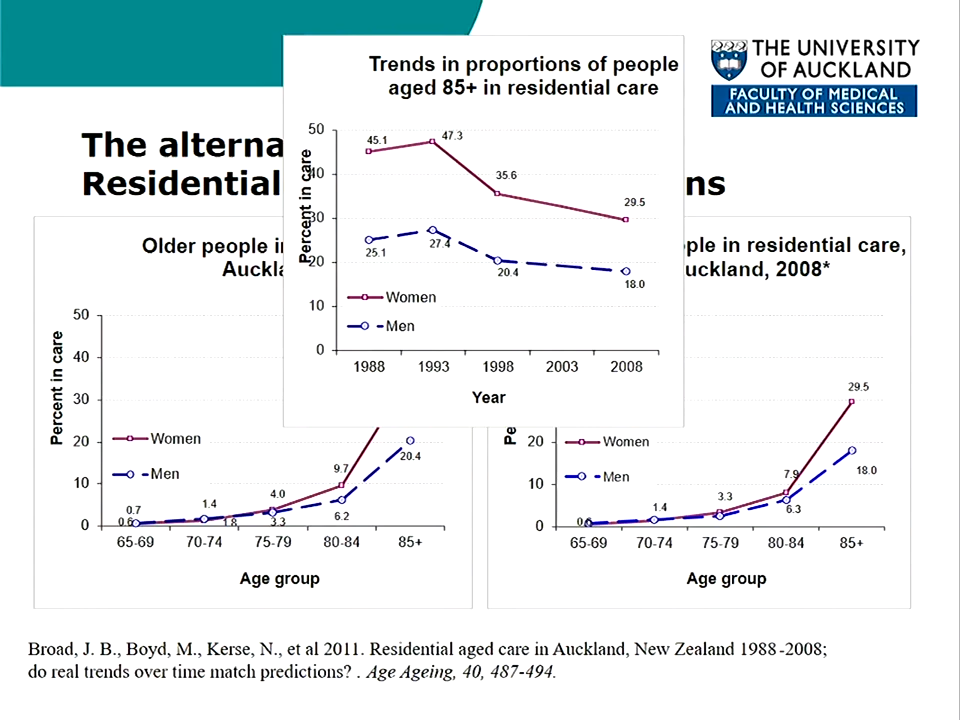 THE UNIVERSITY
OF AUCKLAND
FACULTY OF MEDICAL
AND HEALTH SCIENCES
The alterna
Residential
ns
Trends in proportions of people
aged 85+ in residential care
Percent in care
50
40
30
20
10
0
45.1
47.3
35.6
29.5
25.1
27.4
20.4
18.0
Women
Men
1988 1993 1998 2003 2008
Year
Older people in
Auckla
Percent in care
50
40
30
20
10
0
Women
Men
0.7
0.6
1.4
1.8
4.0
3.3
9.7
6.2
20.4
65-69 70-74 75-79 80-84 85+
Age group
ople in residential care,
uckland, 2008*
Pe
20
10
0
Women
Men
1.4
3.3
7.9
6.3
29.5
18.0
65-69 70-74 75-79 80-84 85+
Age group
Broad, J. B., Boyd, M., Kerse, N., et al 2011. Residential aged care in Auckland, New Zealand 1988-2008;
do real trends over time match predictions? . Age Ageing, 40, 487-494.